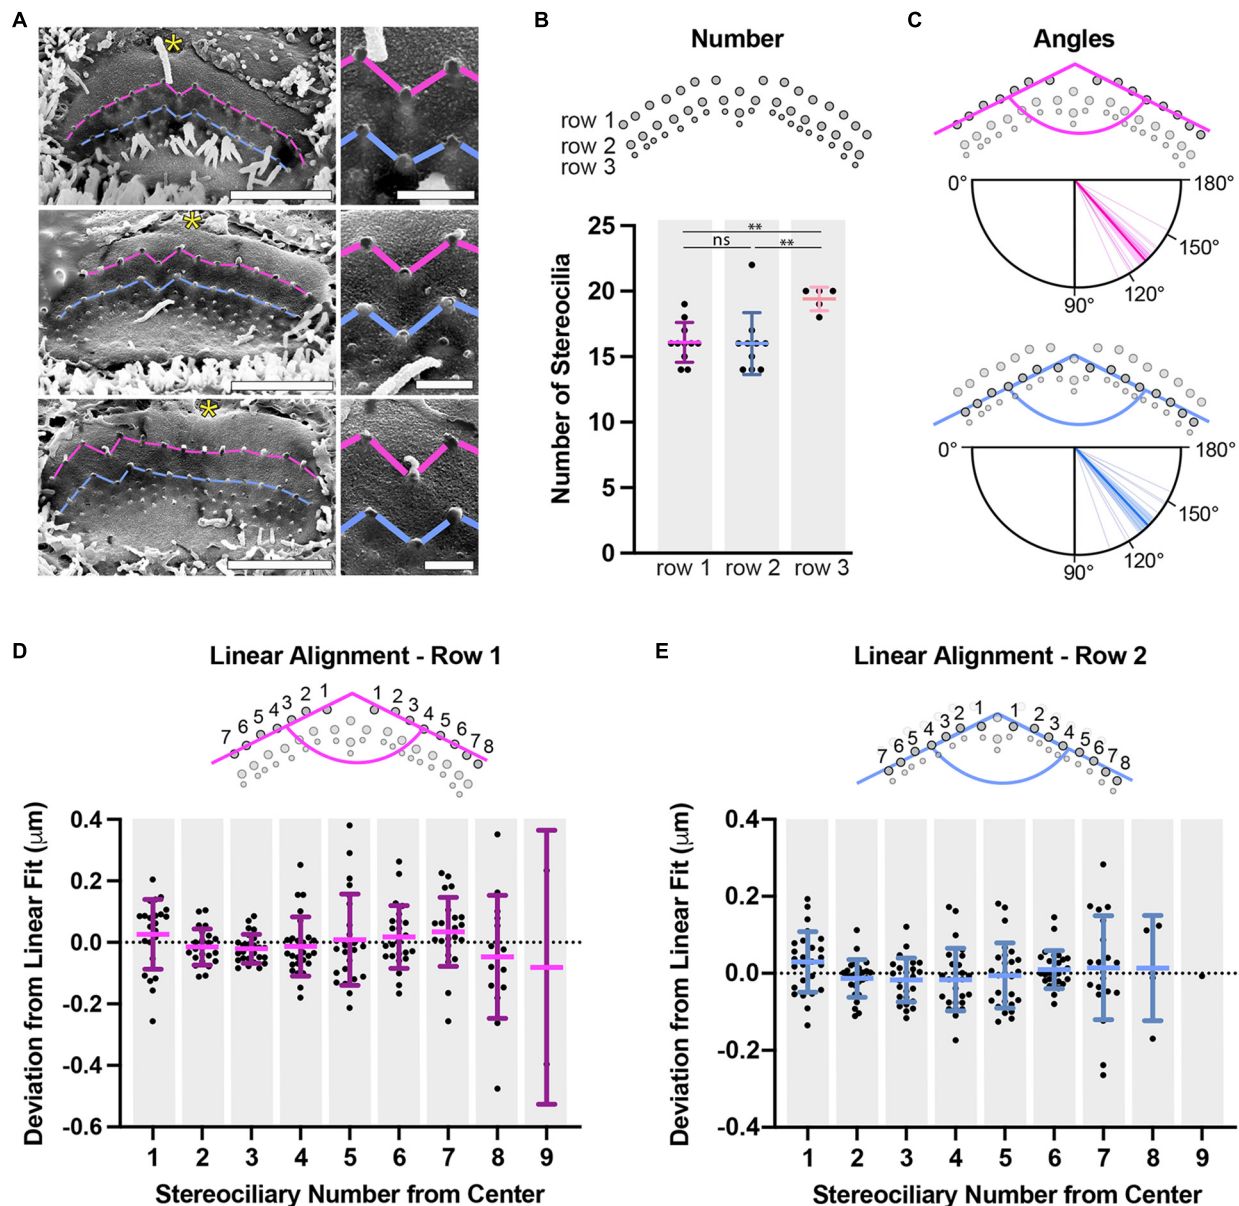 A
B
Number
row 1
row 2
row 3
Number of Stereocilia
25
20
15
10
5
0
**
ns
**
row 1 row 2 row 3
C
Angles
0°
180°
150°
120°
90°
0°
180°
150°
120°
90°
D
Linear Alignment - Row 1
7 6 5 4 3 2 1 1 2 3 4 5 6 7 8
Deviation from Linear Fit (μm)
0.4
0.2
0.0
-0.2
-0.4
-0.6
1 2 3 4 5 6 7 8 9
Stereociliary Number from Center
E
Linear Alignment - Row 2
7 6 5 4 3 2 1 1 2 3 4 5 6 7 8
Deviation from Linear Fit (μm)
0.4
0.2
0.0
-0.2
-0.4
1 2 3 4 5 6 7 8 9
Stereociliary Number from Center